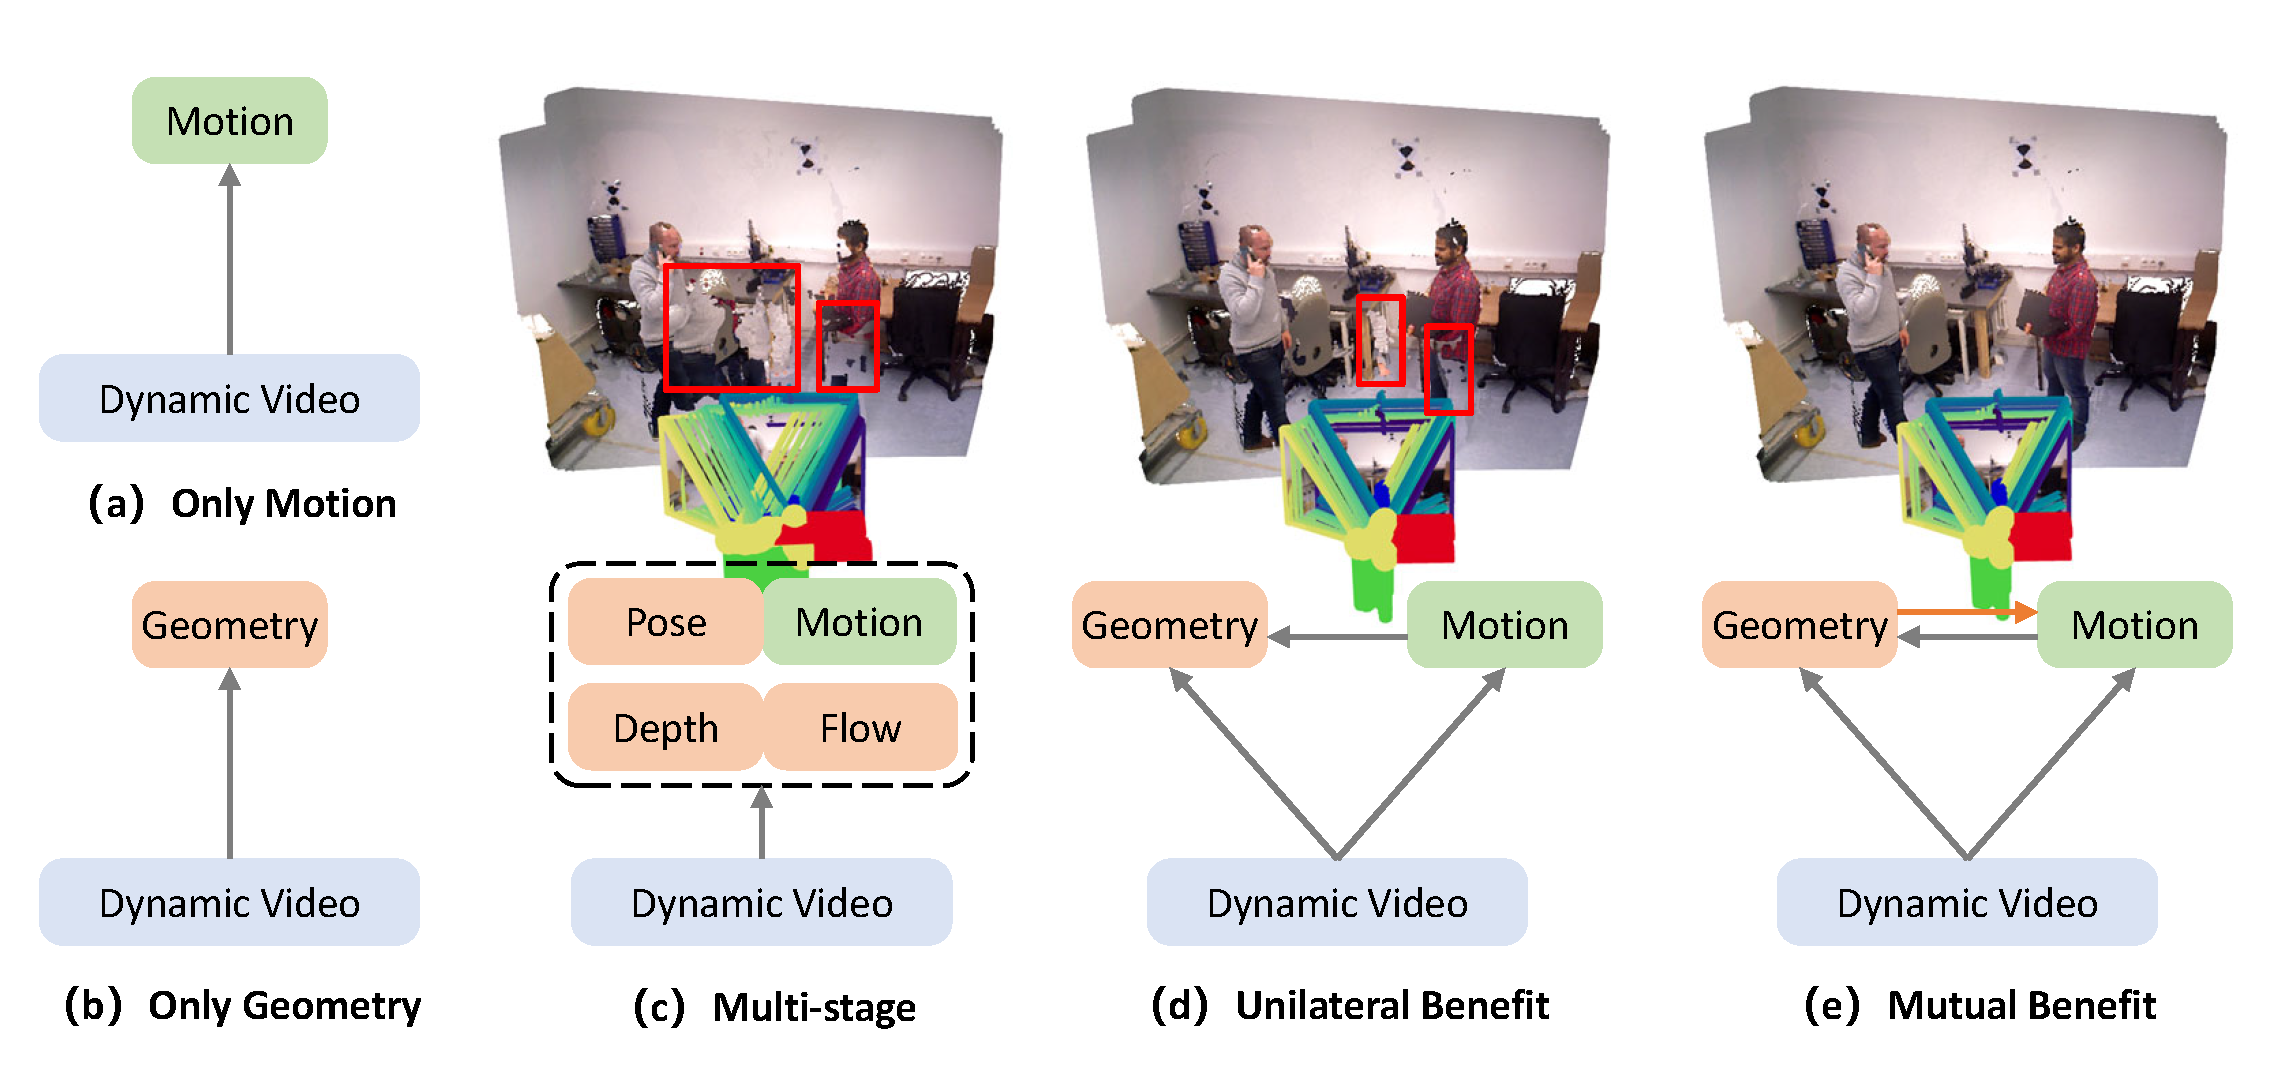 Motion
Dynamic Video
(a) Only Motion
Geometry
Dynamic Video
(b) Only Geometry
Pose
Motion
Depth
Flow
Dynamic Video
(c) Multi-stage
Geometry
Motion
Dynamic Video
(d) Unilateral Benefit
Geometry
Motion
Dynamic Video
(e) Mutual Benefit